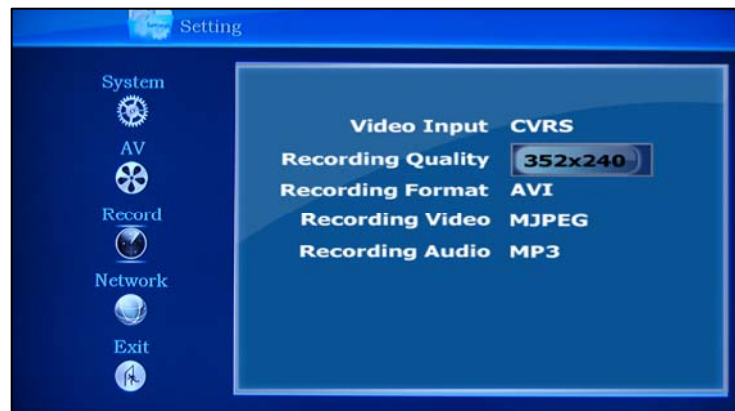 Setting
System
AV
Record
Network
Exit
Video Input CVRS
Recording Quality 352x240
Recording Format AVI
Recording Video MJPEG
Recording Audio MP3